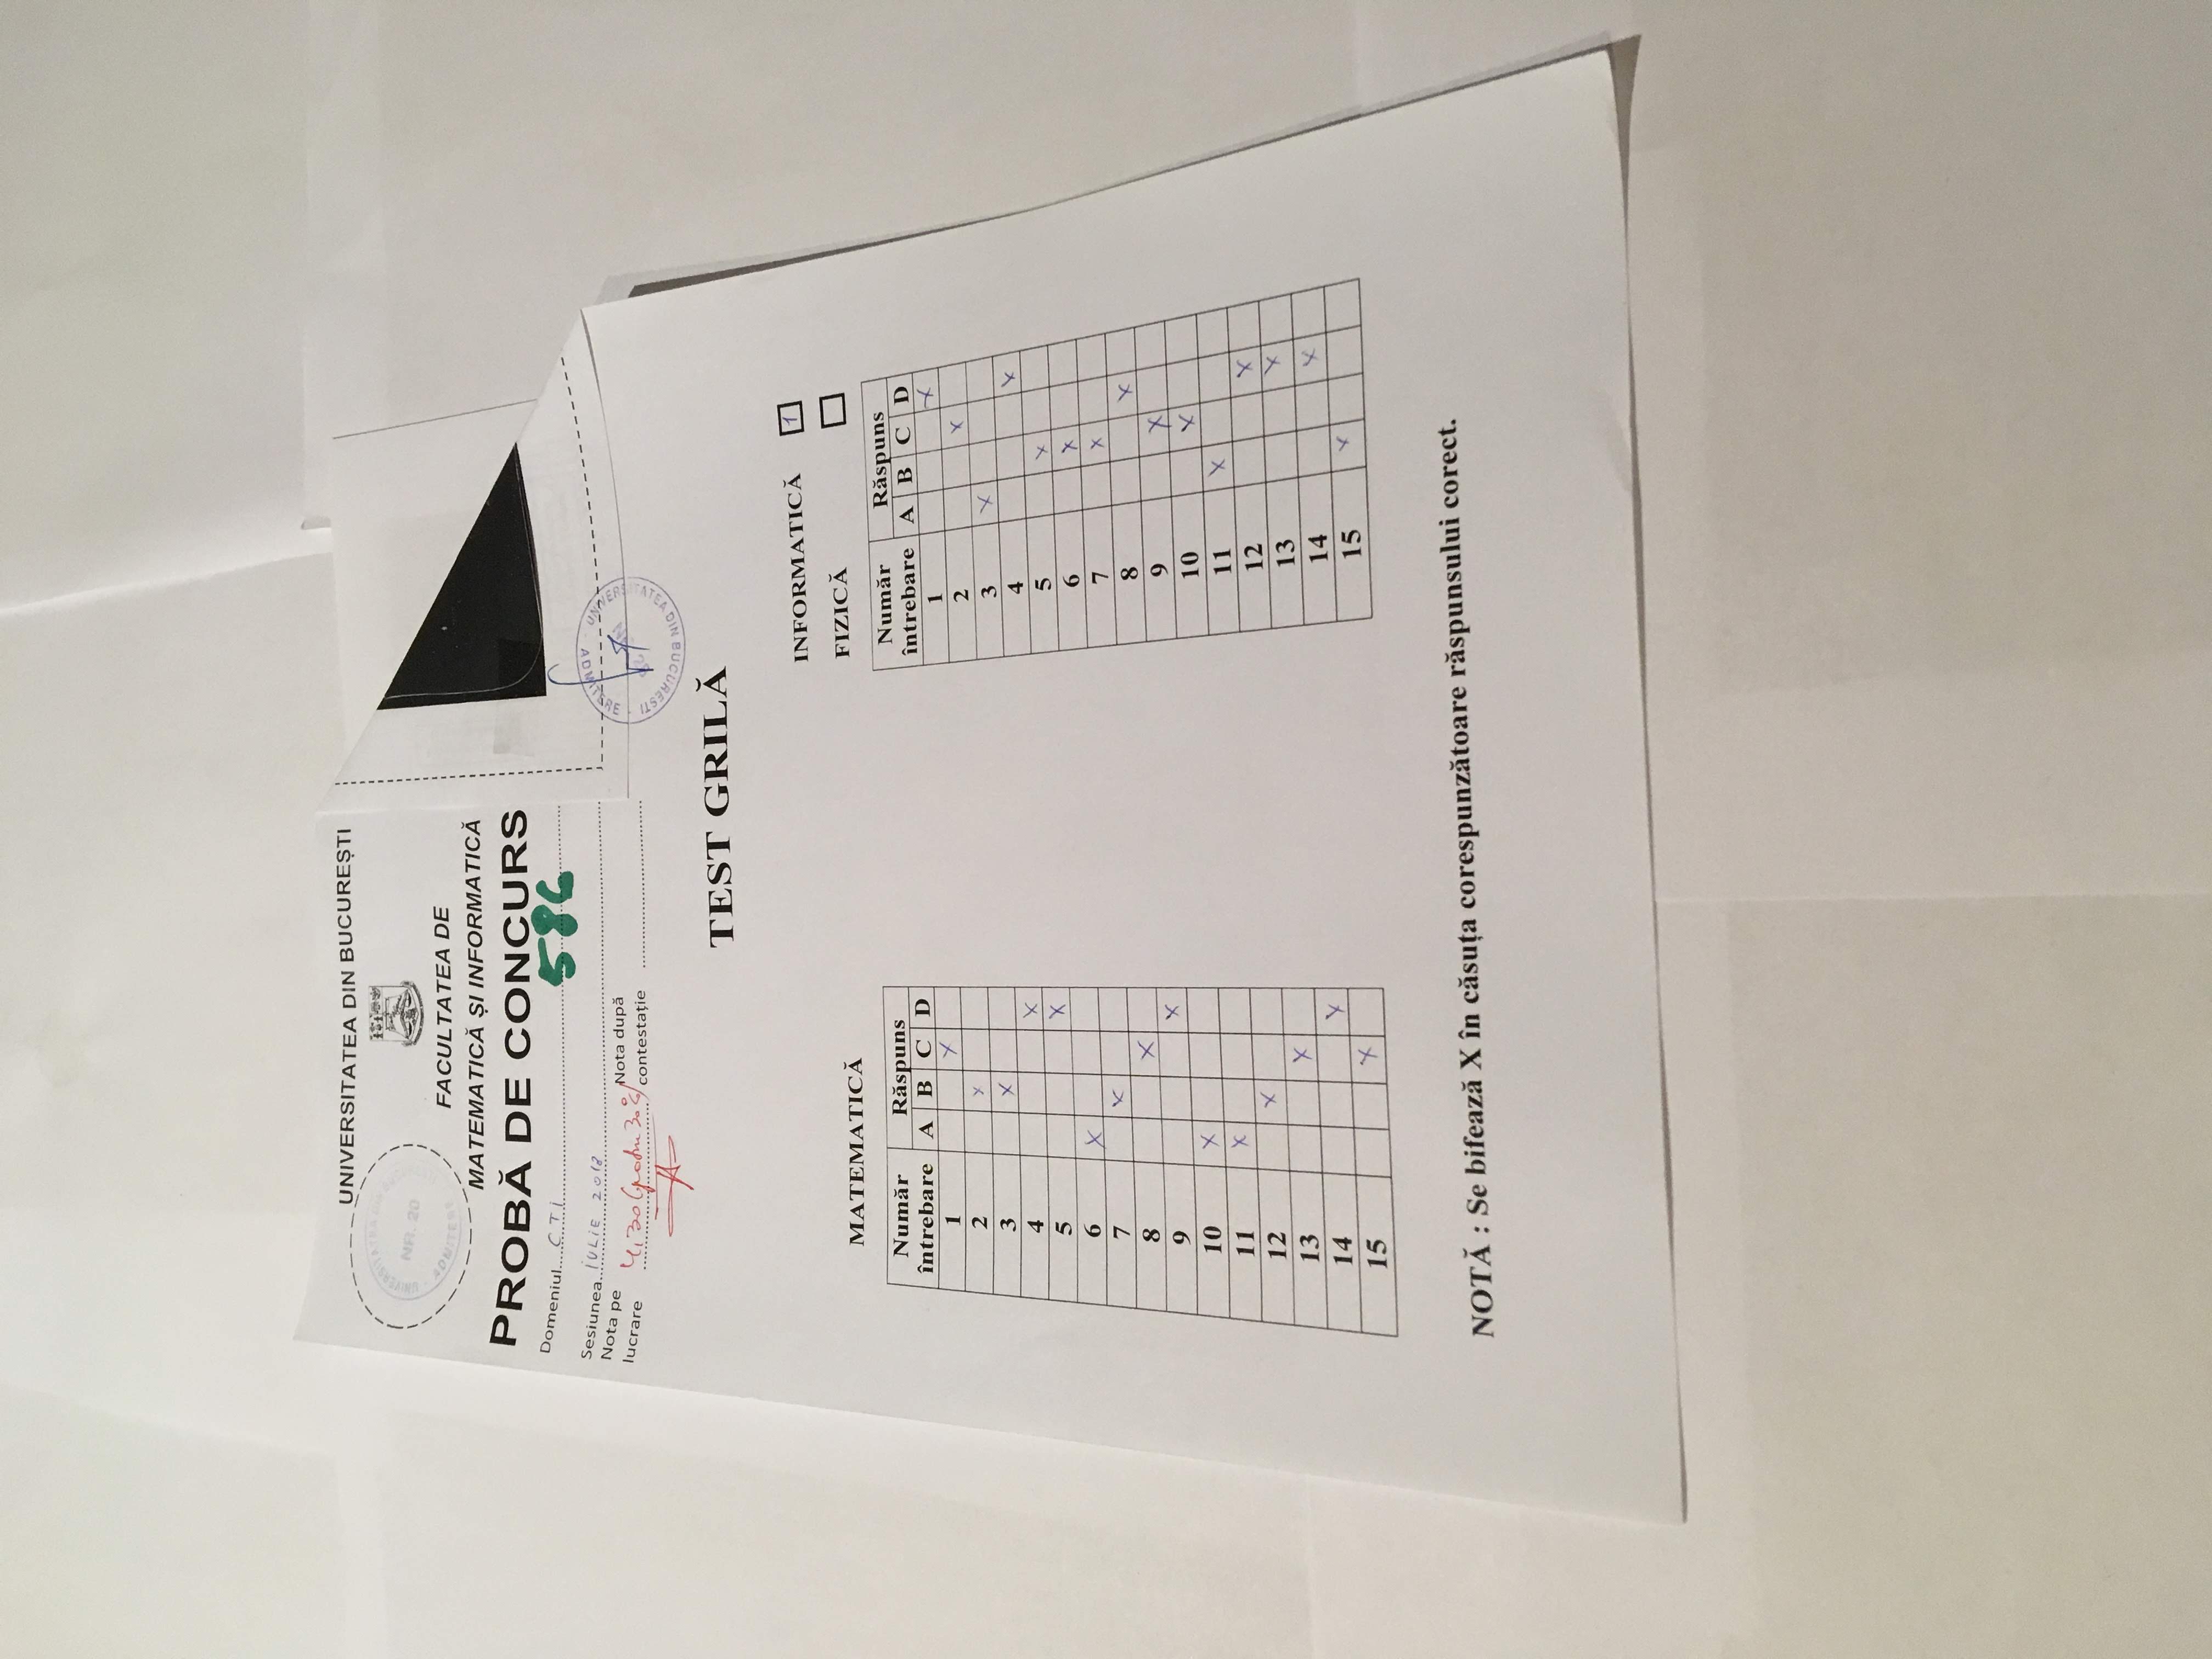 UNIVERSITATEA DIN BUCUREȘTI
UNIVERSITATEA DIN BUCUREȘTI
NR. 20
ADMITERE
FACULTATEA DE
MATEMATICĂ ȘI INFORMATICĂ
PROBĂ DE CONCURS
Domeniul CTI
586
Sesiunea IULIE 2018
Nota pe lucrare 4,30
Nota după contestație
UNIVERSITATEA DIN BUCURESTI - ADMITERE
TEST GRILĂ
INFORMATICĂ 1
FIZICĂ
MATEMATICĂ
Număr întrebare Răspuns
A B C D
1 X
2 X
3 X
4 X
5 X
6 X
7 X
8 X
9 X
10 X
11 X
12 X
13 X
14 X
15 X
Număr întrebare Răspuns
A B C D
1 X
2 X
3 X
4 X
5 X
6 X
7 X
8 X
9 X
10 X
11 X
12 X
13 X
14 X
15 X
NOTĂ : Se bifează X în căsuța corespunzătoare răspunsului corect.